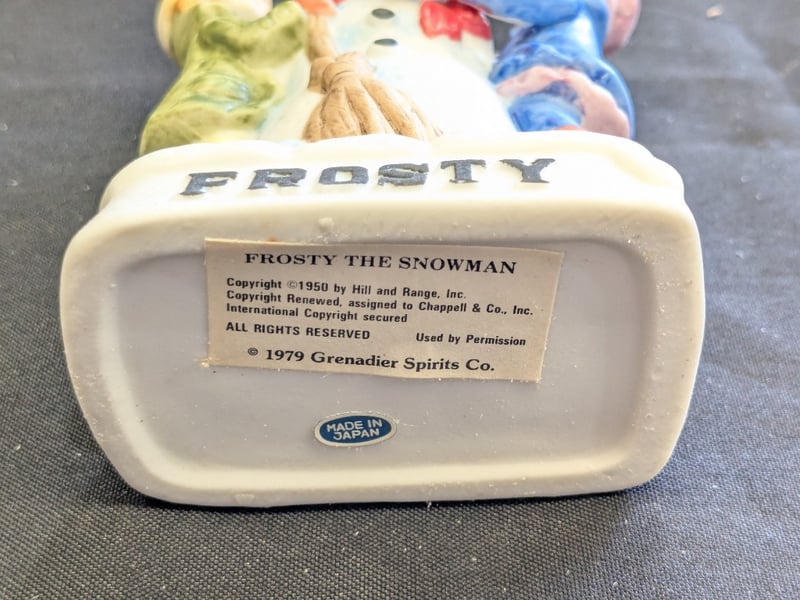 FROSTY
FROSTY THE SNOWMAN
Copyright ©1950 by Hill and Range, Inc.
Copyright Renewed, assigned to Chappell & Co., Inc.
International Copyright secured
ALL RIGHTS RESERVED Used by Permission
© 1979 Grenadier Spirits Co.
MADE IN
JAPAN